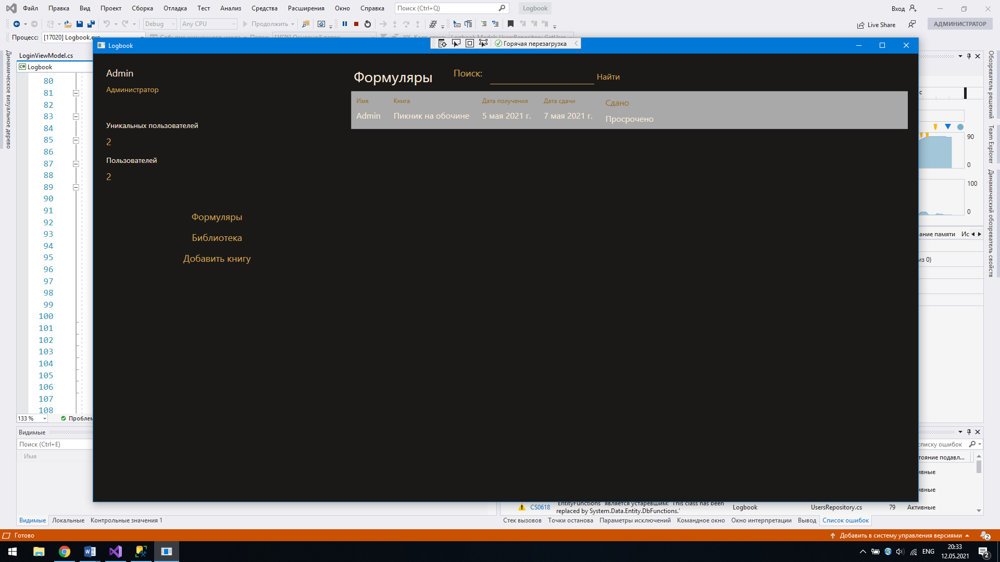 Файл Правка Вид Проект Сборка Отладка Тест Анализ Средства Расширения Окно Справка Поиск (Ctrl+Q) Logbook Вход
Debug Any CPU Продолжить Live Share АДМИНИСТРАТОР
Процесс: [17020] Logbook.exe
LoginViewModel.cs
Logbook
Logbook
Горячая перезагрузка
Admin
Администратор
Уникальных пользователей
2
Пользователей
2
Формуляры
Библиотека
Добавить книгу
Формуляры Поиск: Найти
Имя Книга Дата получения Дата сдачи Сдано
Admin Пикник на обочине 5 мая 2021 г. 7 мая 2021 г. Просрочено
80
81
82
83
84
85
86
87
88
89
90
91
92
93
94
95
96
97
98
99
100
101
102
103
104
105
106
107
108
133 %
Динамическое визуальное дерево
Обозреватель решений
Team Explorer
Динамический обозреватель свойств
90
0
100
0
ание памяти Ис
из 0)
Видимые
Поиск (Ctrl+E)
Имя
списку ошибок
тояние подавл...
ивные
ивные
CS0618 "EntityFunctions" является устаревшим: 'This class has been replaced by System.Data.Entity.DbFunctions.' Logbook UsersRepository.cs 79 Активные
Видимые Локальные Контрольные значения 1
Стек вызовов Точки останова Параметры исключений Командное окно Окно интерпретации Вывод Список ошибок
Готово
Добавить в систему управления версиями 2
ENG 20:33
12.05.2021
2